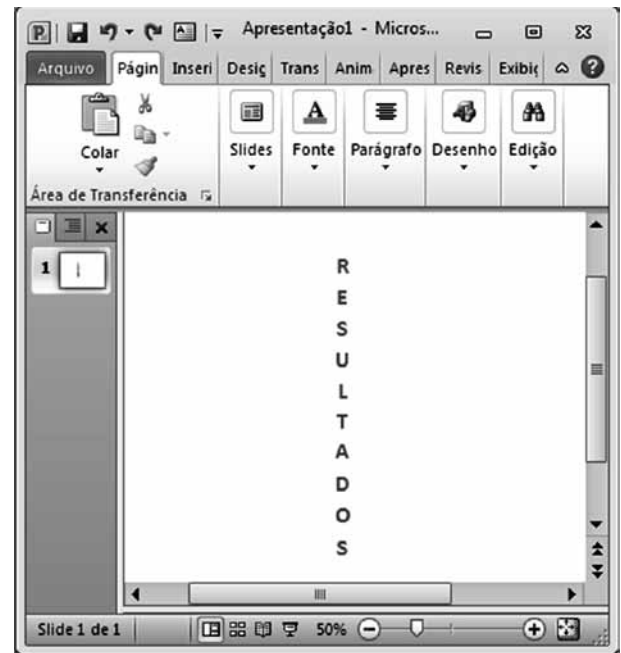 Apresentação1 - Micros...
Arquivo Págin Inseri Desig Trans Anim Apres Revis Exibiç
Colar Slides Fonte Parágrafo Desenho Edição
Área de Transferência
1
R
E
S
U
L
T
A
D
O
S
Slide 1 de 1 50%